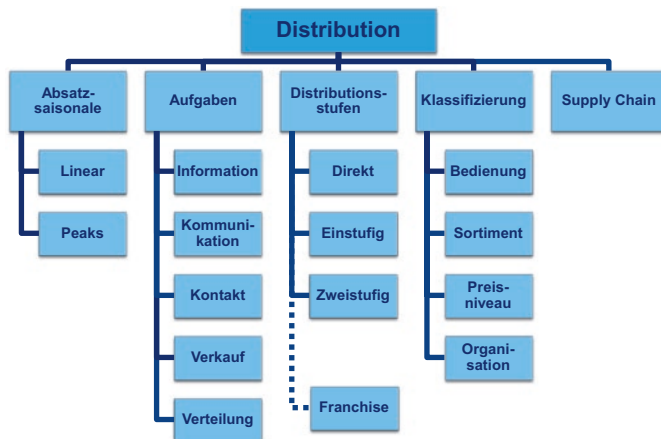 Distribution
Absatz-
saisonale
Aufgaben
Distributions-
stufen
Klassifizierung
Supply Chain
Linear
Information
Direkt
Bedienung
Peaks
Kommuni-
kation
Einstufig
Sortiment
Kontakt
Zweistufig
Preis-
niveau
Verkauf
Organi-
sation
Verteilung
Franchise